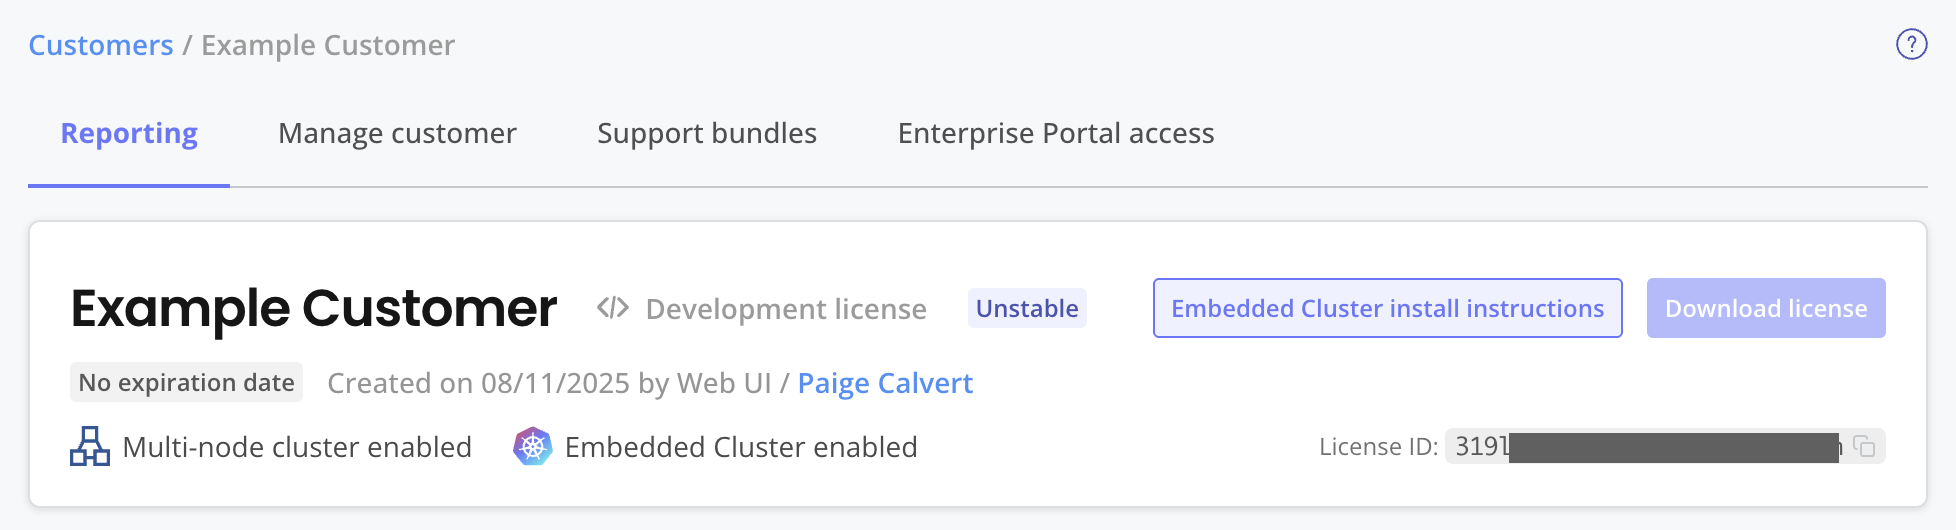 Customers / Example Customer
?
Reporting Manage customer Support bundles Enterprise Portal access
Example Customer </> Development license Unstable Embedded Cluster install instructions Download license
No expiration date Created on 08/11/2025 by Web UI / Paige Calvert
Multi-node cluster enabled Embedded Cluster enabled License ID: 319l